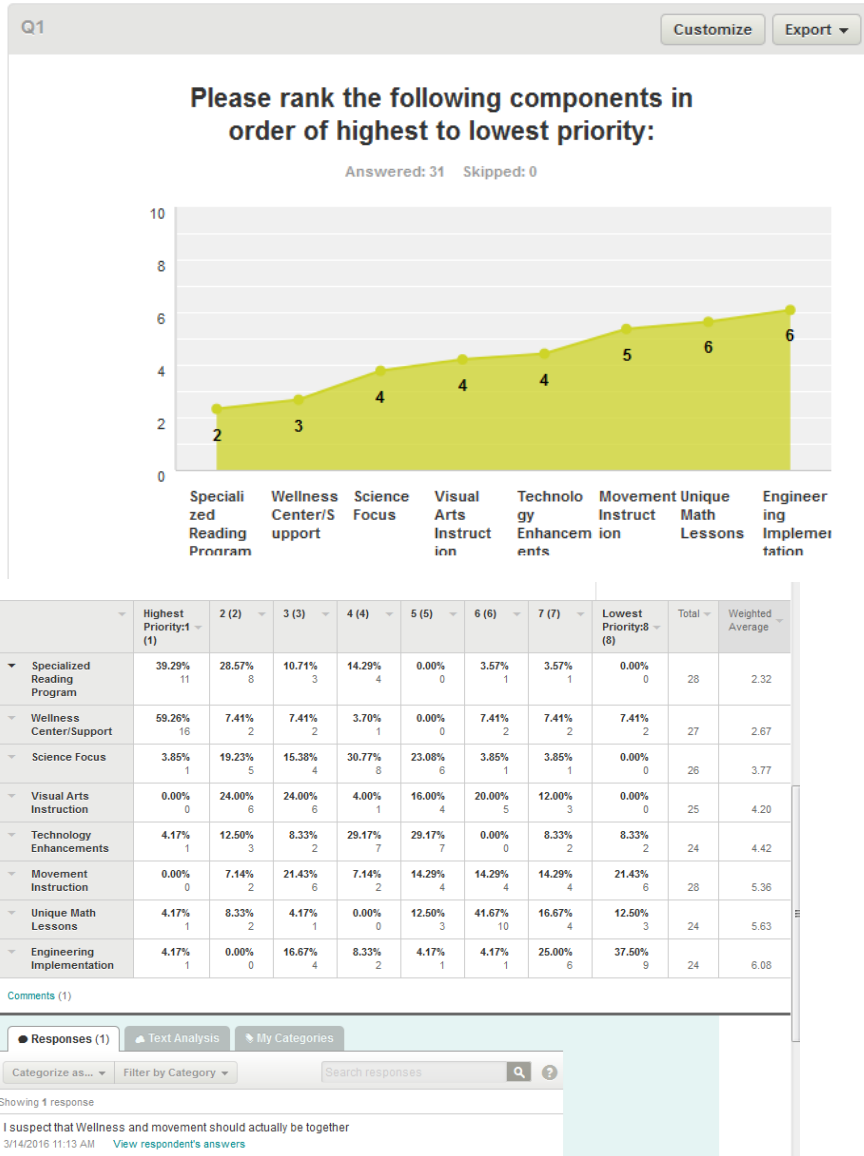 Q1
Customize
Export
Please rank the following components in
order of highest to lowest priority:
Answered: 31 Skipped: 0
10
8
6
4
2
0
2
3
4
4
4
5
6
6
Speciali
zed
Reading
Program
Wellness
Center/S
upport
Science
Focus
Visual
Arts
Instruct
ion
Technolo
gy
Enhancem
ents
Movement
Instruct
ion
Unique
Math
Lessons
Engineer
ing
Implemen
tation
Highest
Priority:1
(1)
2 (2)
3 (3)
4 (4)
5 (5)
6 (6)
7 (7)
Lowest
Priority:8
(8)
Total
Weighted
Average
Specialized
Reading
Program
39.29% 28.57% 10.71% 14.29% 0.00% 3.57% 3.57% 0.00%
11 8 3 4 0 1 1 0 28 2.32
Wellness
Center/Support
59.26% 7.41% 7.41% 3.70% 0.00% 7.41% 7.41% 7.41%
16 2 2 1 0 2 2 2 27 2.67
Science Focus
3.85% 19.23% 15.38% 30.77% 23.08% 3.85% 3.85% 0.00%
1 5 4 8 6 1 1 0 26 3.77
Visual Arts
Instruction
0.00% 24.00% 24.00% 4.00% 16.00% 20.00% 12.00% 0.00%
0 6 6 1 4 5 3 0 25 4.20
Technology
Enhancements
4.17% 12.50% 8.33% 29.17% 29.17% 0.00% 8.33% 8.33%
1 3 2 7 7 0 2 2 24 4.42
Movement
Instruction
0.00% 7.14% 21.43% 7.14% 14.29% 14.29% 14.29% 21.43%
0 2 6 2 4 4 4 6 28 5.36
Unique Math
Lessons
4.17% 8.33% 4.17% 0.00% 12.50% 41.67% 16.67% 12.50%
1 2 1 0 3 10 4 3 24 5.63
Engineering
Implementation
4.17% 0.00% 16.67% 8.33% 4.17% 4.17% 25.00% 37.50%
1 0 4 2 1 1 6 9 24 6.08
Comments (1)
Responses (1)
Text Analysis
My Categories
Categorize as...
Filter by Category
Search responses
?
Showing 1 response
I suspect that Wellness and movement should actually be together
3/14/2016 11:13 AM View respondent's answers